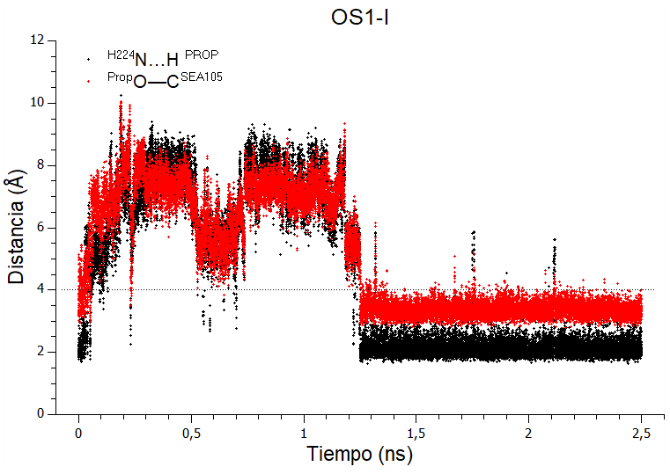 OS1-I
12
H224N...H PROP
PropO—CSEA105
10
8
6
4
2
0
Distancia (Å)
0 0,5 1 1,5 2 2,5
Tiempo (ns)